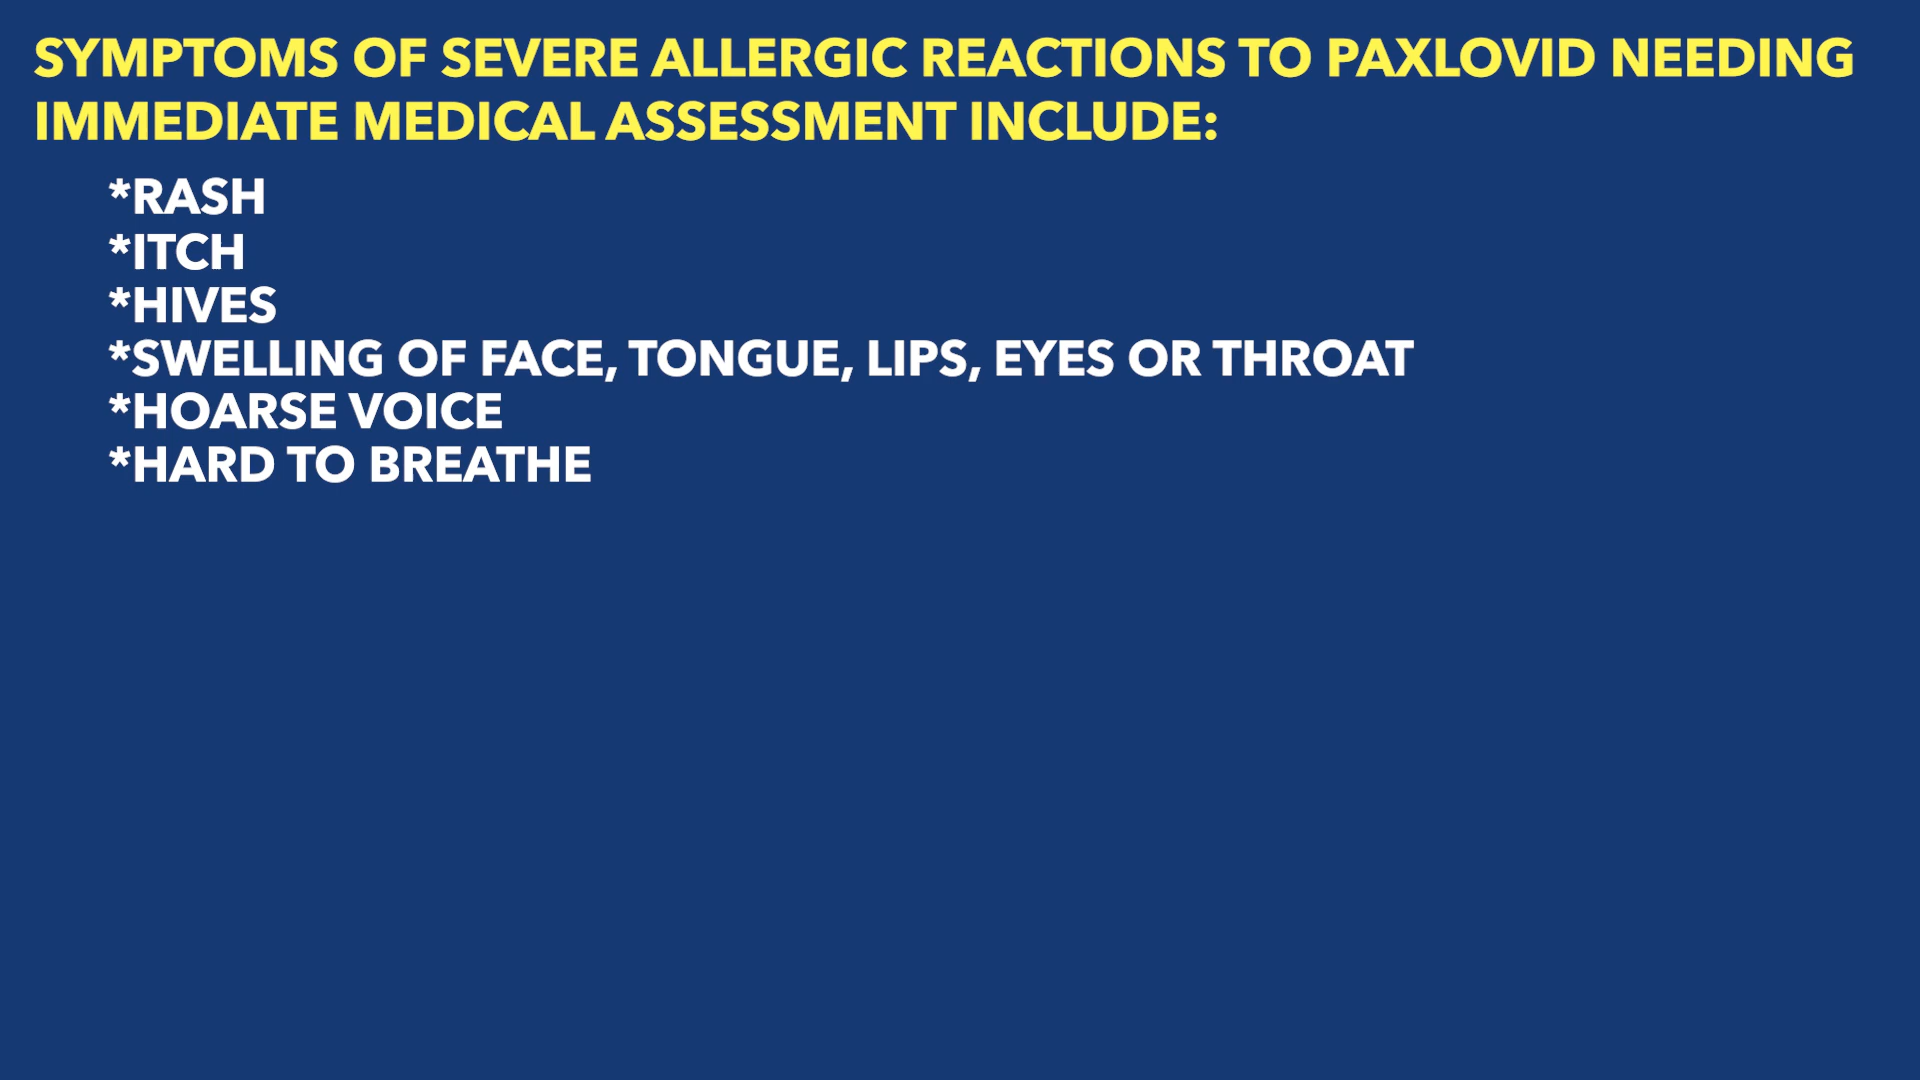 SYMPTOMS OF SEVERE ALLERGIC REACTIONS TO PAXLOVID NEEDING
IMMEDIATE MEDICAL ASSESSMENT INCLUDE:
*RASH
*ITCH
*HIVES
*SWELLING OF FACE, TONGUE, LIPS, EYES OR THROAT
*HOARSE VOICE
*HARD TO BREATHE